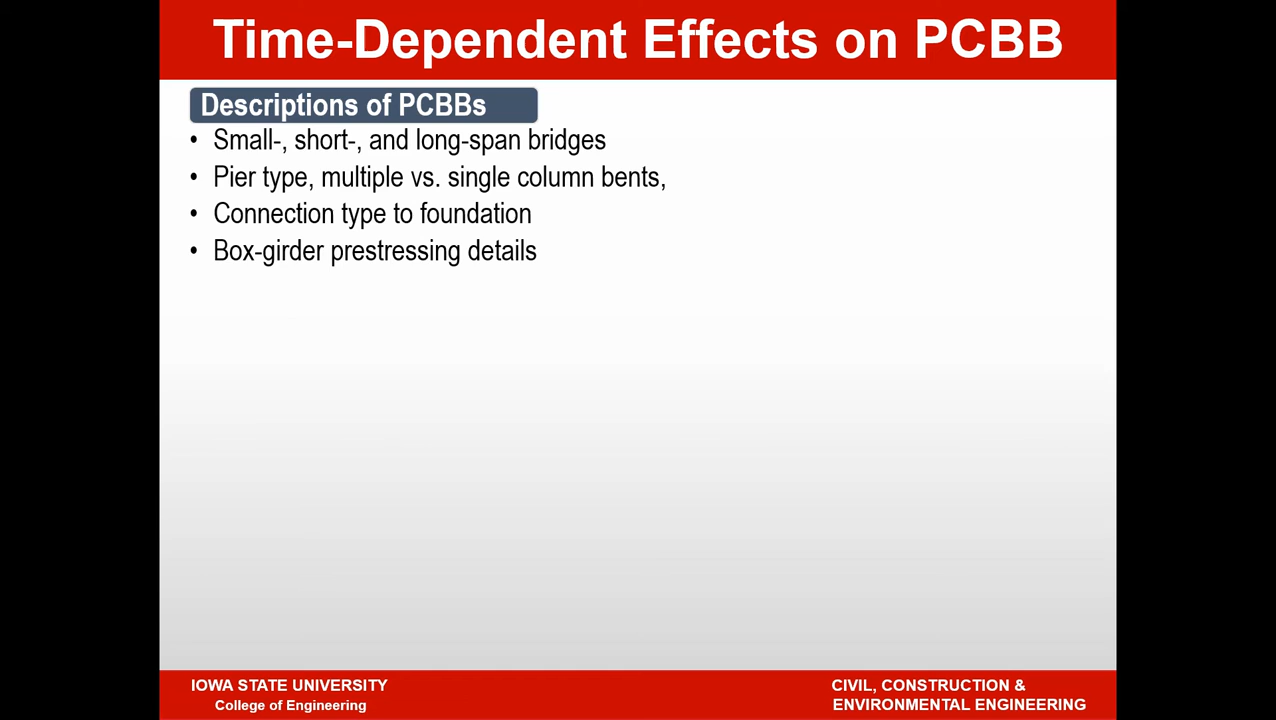 Time-Dependent Effects on PCBB
Descriptions of PCBBs
• Small-, short-, and long-span bridges
• Pier type, multiple vs. single column bents,
• Connection type to foundation
• Box-girder prestressing details
IOWA STATE UNIVERSITY
College of Engineering
CIVIL, CONSTRUCTION &
ENVIRONMENTAL ENGINEERING